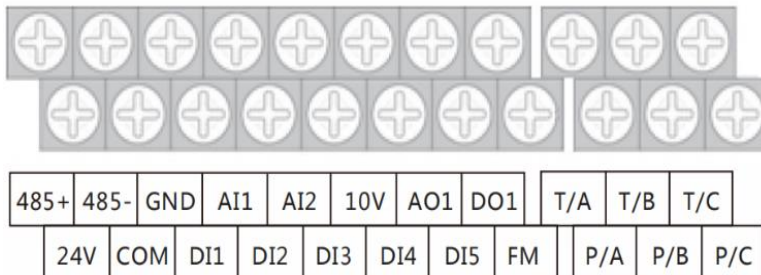 485+ 485- GND AI1 AI2 10V AO1 DO1 T/A T/B T/C
24V COM DI1 DI2 DI3 DI4 DI5 FM P/A P/B P/C